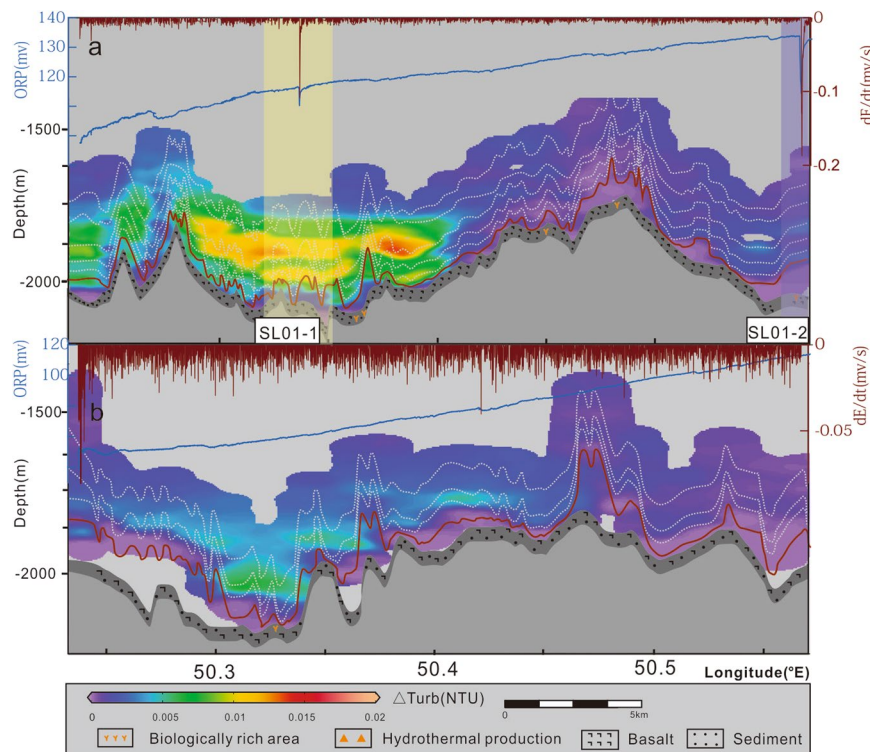 140
130
120
ORP(mv)
a
0
-0.1
-0.2
dE/dt(mv/s)
-1500
-2000
Depth(m)
SL01-1
SL01-2
120
100
ORP(mv)
b
0
-0.05
dE/dt(mv/s)
-1500
-2000
Depth(m)
50.3
50.4
50.5
Longitude(°E)
△Turb(NTU)
0
0.005
0.01
0.015
0.02
0
5km
Biologically rich area
Hydrothermal production
Basalt
Sediment